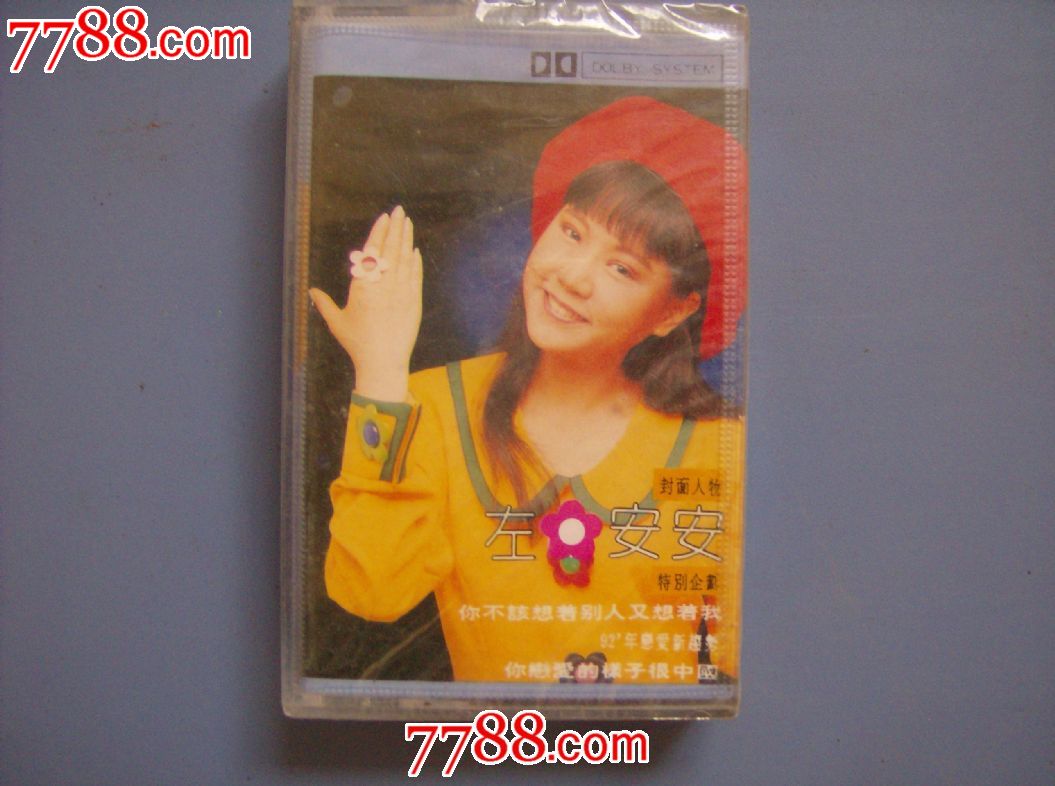 7788.com
DOLBY SYSTEM
封面人物
左安安
特別企劃
你不該想着别人又想着我
92'年戀愛新趨勢
你戀愛的樣子很中國
7788.com